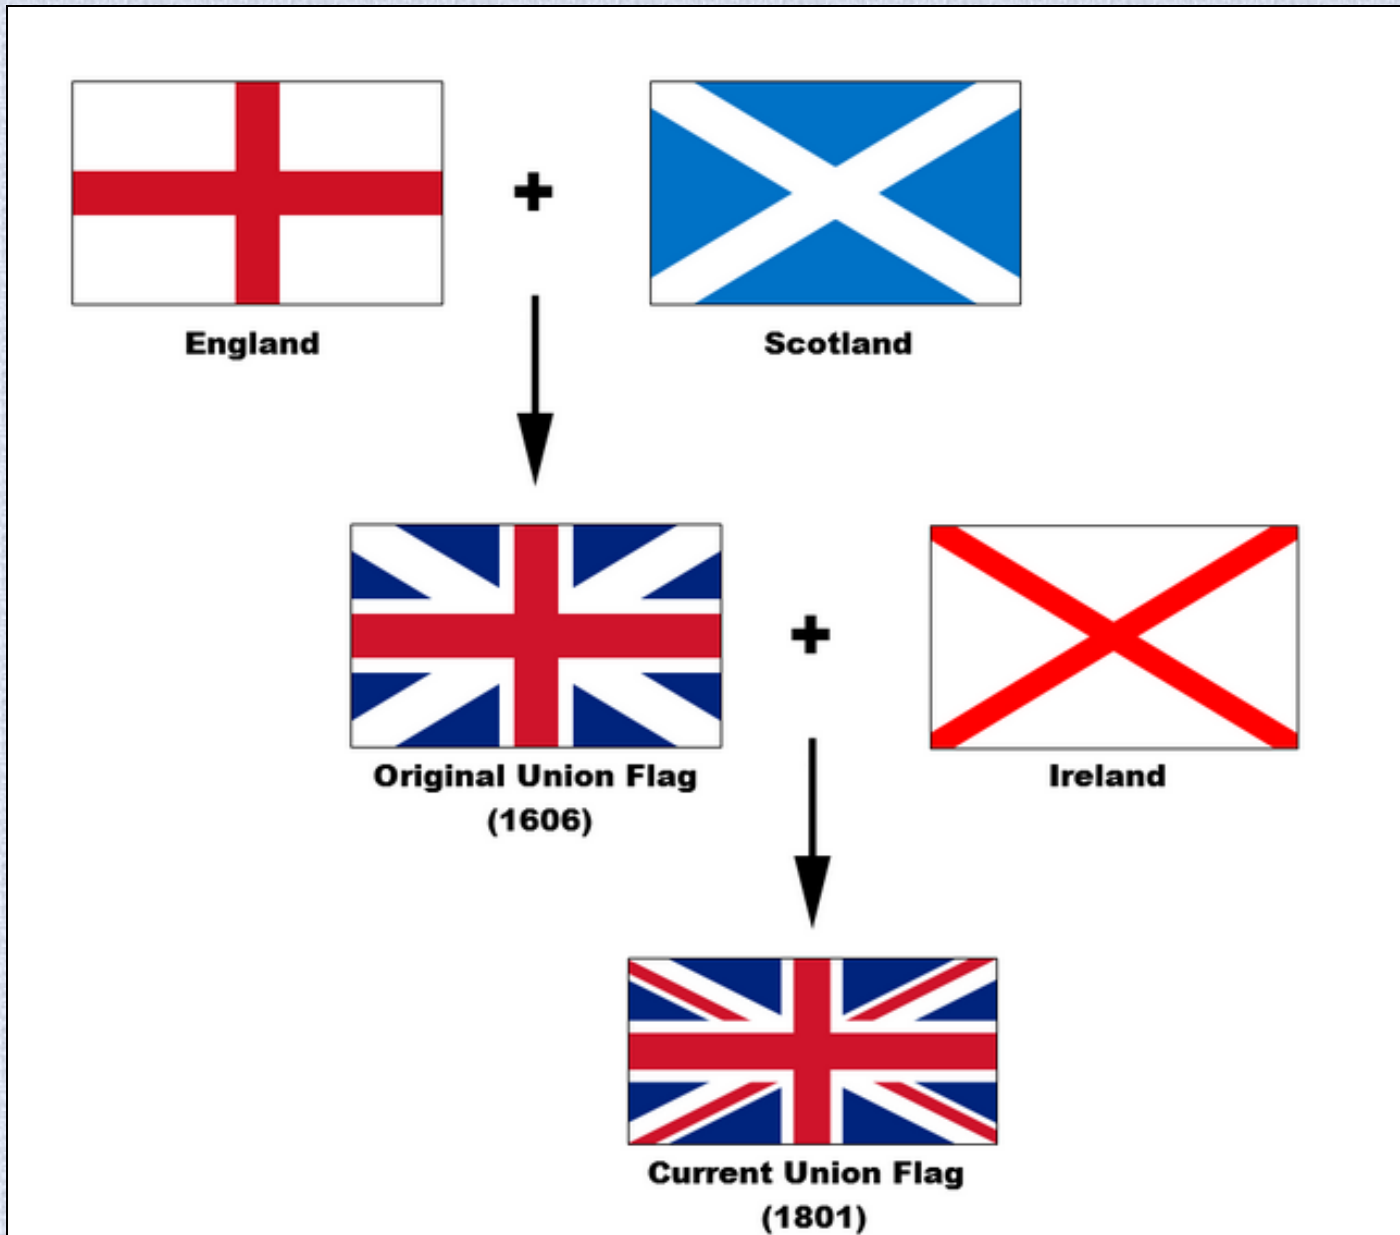 England
Scotland
Original Union Flag
(1606)
Ireland
Current Union Flag
(1801)